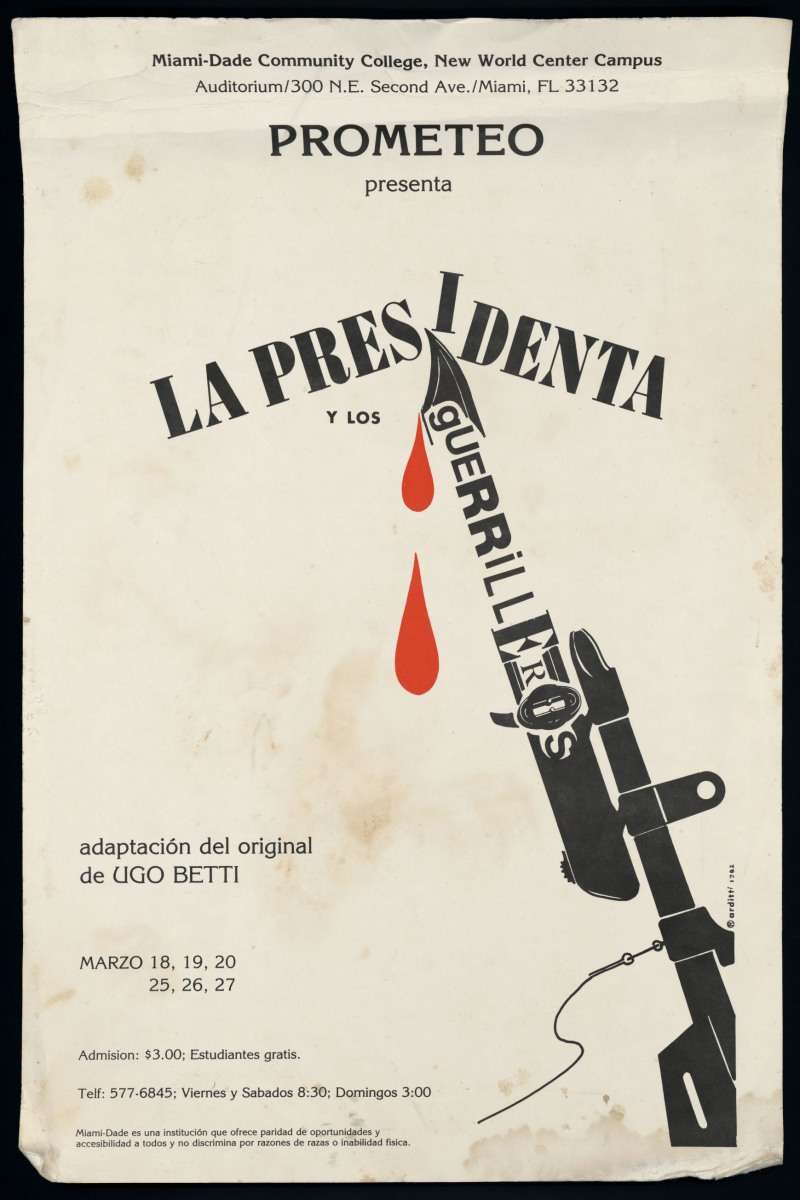 Miami-Dade Community College, New World Center Campus
Auditorium/300 N.E. Second Ave./Miami, FL 33132
PROMETEO
presenta
LA PRESIDENTA
Y LOS
gUERRiLLEROS
adaptación del original
de UGO BETTI
MARZO 18, 19, 20
25, 26, 27
Admision: $3.00; Estudiantes gratis.
Telf: 577-6845; Viernes y Sabados 8:30; Domingos 3:00
Miami-Dade es una institución que ofrece paridad de oportunidades y
accesibilidad a todos y no discrimina por razones de razas o inabilidad fisica.
® arditti 1982